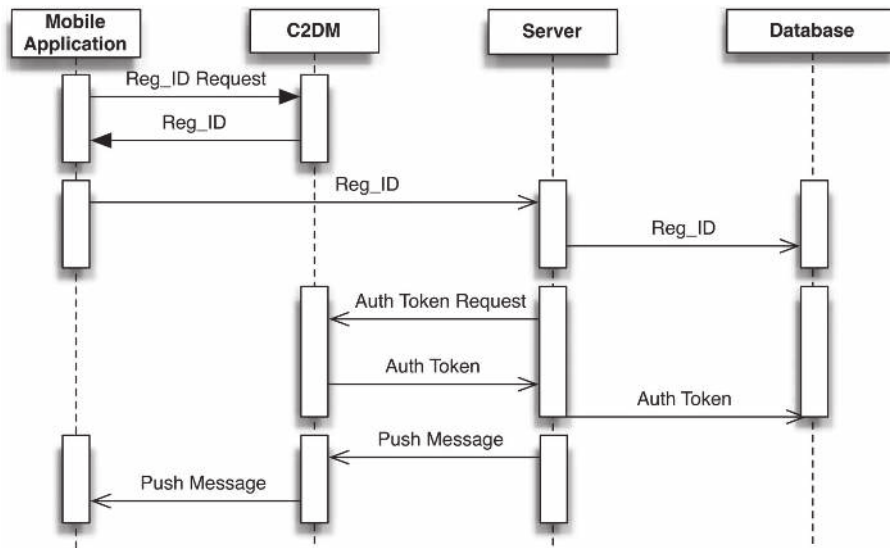 Mobile
Application
C2DM
Server
Database
Reg_ID Request
Reg_ID
Reg_ID
Reg_ID
Auth Token Request
Auth Token
Auth Token
Push Message
Push Message